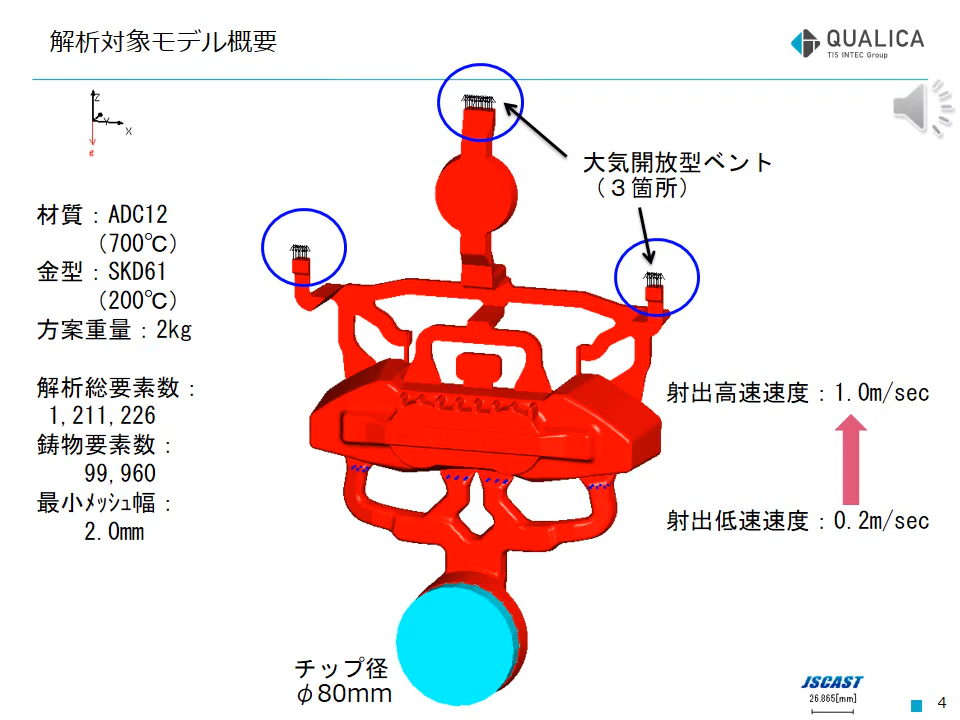 解析対象モデル概要
QUALICA
TIS INTEC Group
Z
Y
X
g
大気開放型ベント
（３箇所）
材質：ADC12
（700℃）
金型：SKD61
（200℃）
方案重量：2kg
解析総要素数：
1,211,226
鋳物要素数：
99,960
最小ﾒｯｼｭ幅：
2.0mm
射出高速速度：1.0m/sec
射出低速速度：0.2m/sec
チップ径
φ80mm
JSCAST
26.865[mm]
4